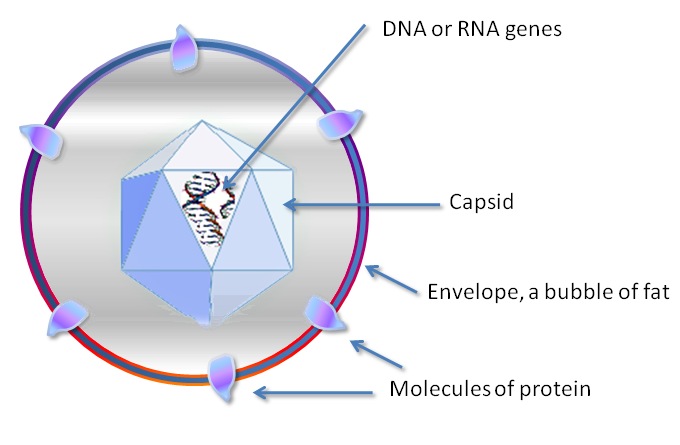 DNA or RNA genes
Capsid
Envelope, a bubble of fat
Molecules of protein